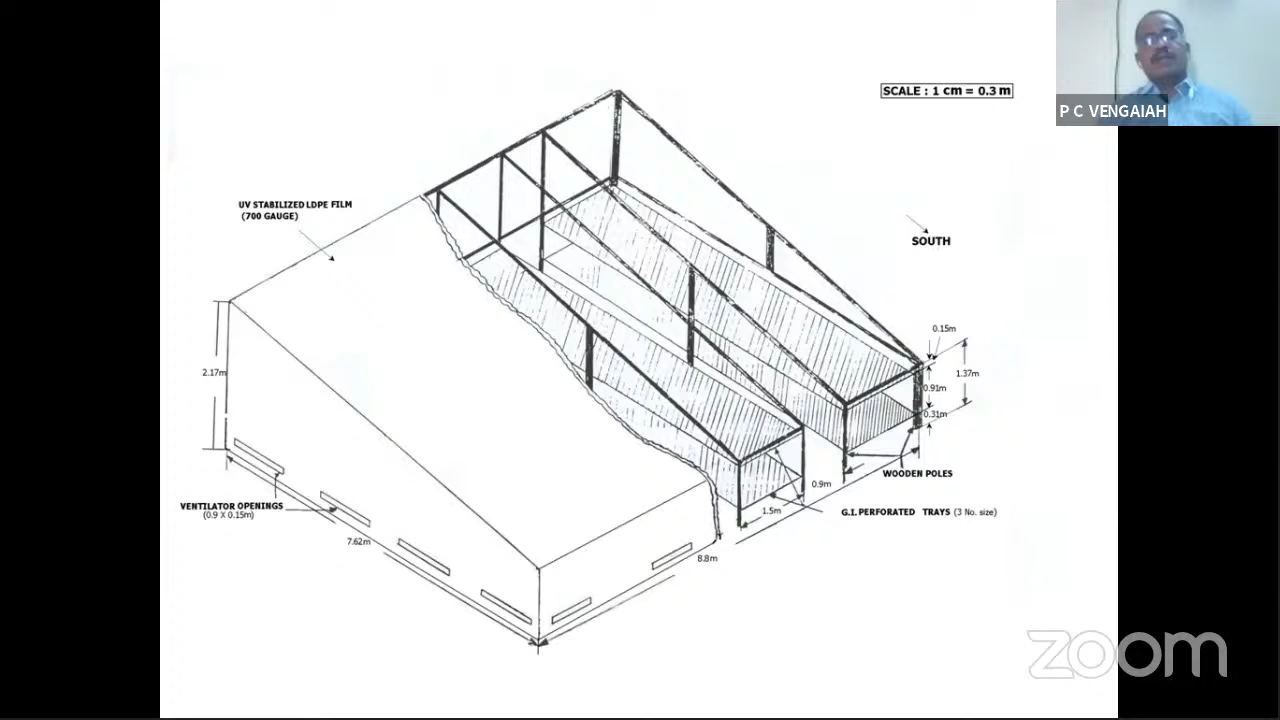 P C VENGAIAH
SCALE : 1 cm = 0.3 m
UV STABILIZED LDPE FILM
(700 GAUGE)
SOUTH
0.15m
2.17m
1.37m
0.91m
0.31m
WOODEN POLES
0.9m
VENTILATOR OPENINGS
(0.9 X 0.15m)
1.5m
G.I. PERFORATED TRAYS (3 No. size)
7.62m
8.8m
zoom